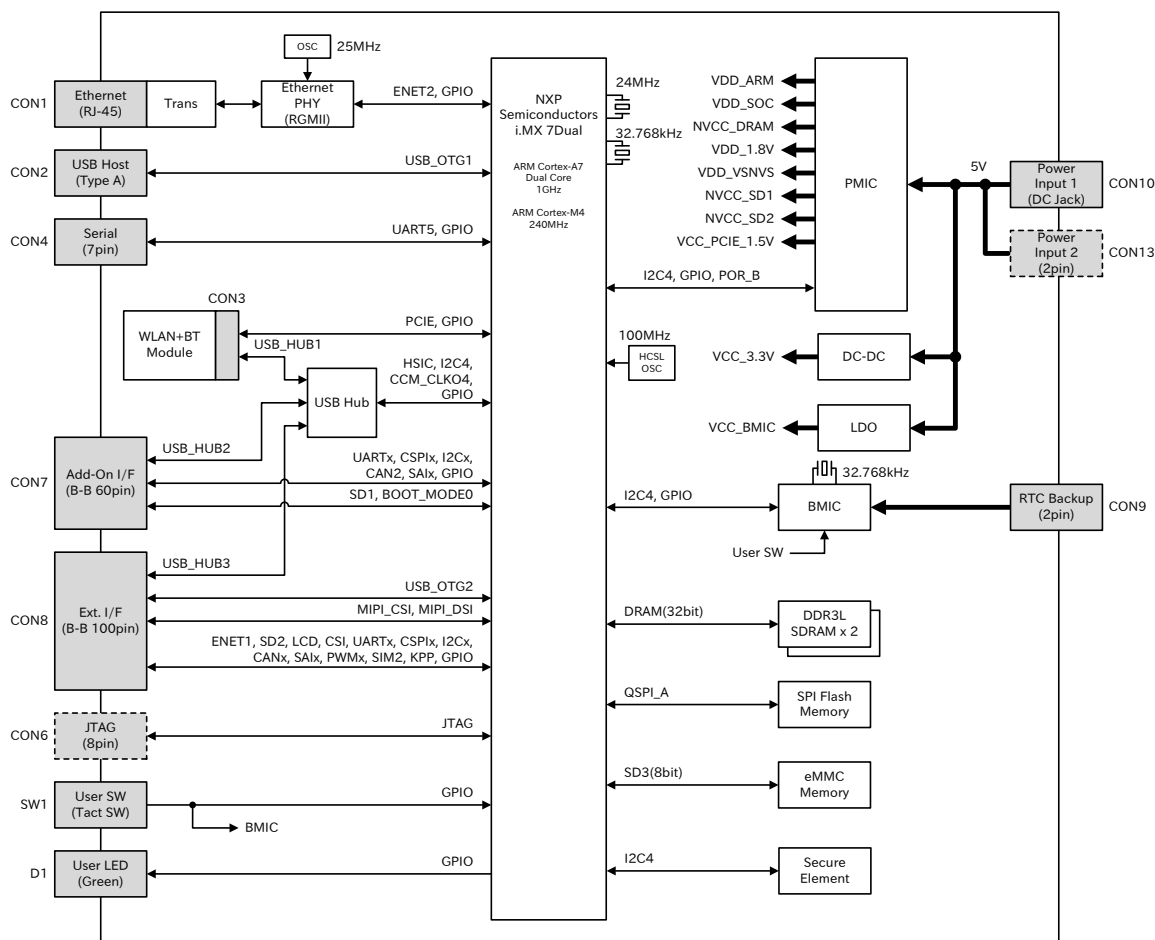 OSC
25MHz
CON1
Ethernet
(RJ-45)
Trans
Ethernet
PHY
(RGMII)
ENET2, GPIO
CON2
USB Host
(Type A)
USB_OTG1
CON4
Serial
(7pin)
UART5, GPIO
CON3
WLAN+BT
Module
PCIE, GPIO
USB_HUB1
USB Hub
HSIC, I2C4,
CCM_CLKO4,
GPIO
CON7
Add-On I/F
(B-B 60pin)
USB_HUB2
UARTx, CSPIx, I2Cx,
CAN2, SAIx, GPIO
SD1, BOOT_MODE0
CON8
Ext. I/F
(B-B 100pin)
USB_HUB3
USB_OTG2
MIPI_CSI, MIPI_DSI
ENET1, SD2, LCD, CSI, UARTx, CSPIx, I2Cx,
CANx, SAIx, PWMx, SIM2, KPP, GPIO
CON6
JTAG
(8pin)
JTAG
SW1
User SW
(Tact SW)
GPIO
BMIC
D1
User LED
(Green)
GPIO
NXP
Semiconductors
i.MX 7Dual
ARM Cortex-A7
Dual Core
1GHz
ARM Cortex-M4
240MHz
24MHz
32.768kHz
VDD_ARM
VDD_SOC
NVCC_DRAM
VDD_1.8V
VDD_VSNVS
NVCC_SD1
NVCC_SD2
VCC_PCIE_1.5V
PMIC
I2C4, GPIO, POR_B
5V
Power
Input 1
(DC Jack)
CON10
Power
Input 2
(2pin)
CON13
100MHz
HCSL
OSC
VCC_3.3V
DC-DC
VCC_BMIC
LDO
32.768kHz
I2C4, GPIO
BMIC
User SW
RTC Backup
(2pin)
CON9
DRAM(32bit)
DDR3L
SDRAM x 2
QSPI_A
SPI Flash
Memory
SD3(8bit)
eMMC
Memory
I2C4
Secure
Element